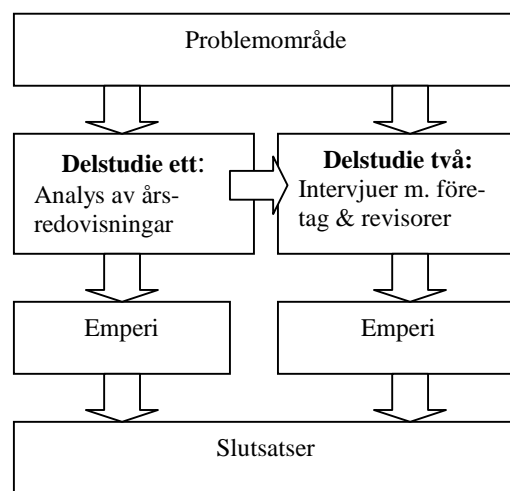 Problemområde
Delstudie ett:
Analys av års-
redovisningar
Delstudie två:
Intervjuer m. före-
tag & revisorer
Emperi
Emperi
Slutsatser